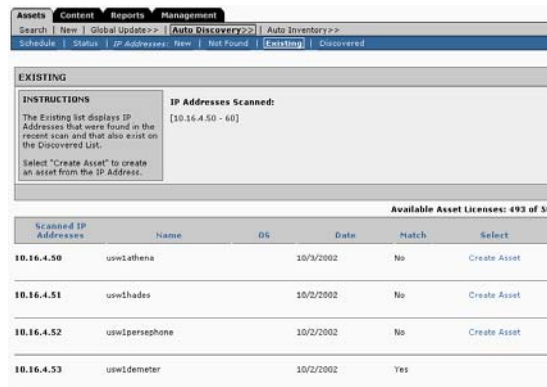 Assets Content Reports Management
Search | New | Global Update>> | Auto Discovery>> | Auto Inventory>>
Schedule | Status | IP Addresses: New | Not Found | Existing | Discovered
EXISTING
INSTRUCTIONS
The Existing list displays IP
Addresses that were found in the
recent scan and that also exist on
the Discovered List.
Select "Create Asset" to create
an asset from the IP Address.
IP Addresses Scanned:
[10.16.4.50 - 60]
Available Asset Licenses: 493 of 5
Scanned IP
Addresses Name OS Date Match Select
10.16.4.50 usw1athena 10/3/2002 No Create Asset
10.16.4.51 usw1hades 10/2/2002 No Create Asset
10.16.4.52 usw1persephone 10/2/2002 No Create Asset
10.16.4.53 usw1demeter 10/2/2002 Yes